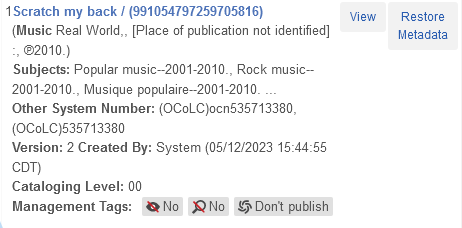 1 Scratch my back / (991054797259705816)
View
Restore Metadata
(Music Real World,, [Place of publication not identified]
:, ℗2010.)
Subjects: Popular music--2001-2010., Rock music--
2001-2010., Musique populaire--2001-2010. ...
Other System Number: (OCoLC)ocn535713380,
(OCoLC)535713380
Version: 2 Created By: System (05/12/2023 15:44:55
CDT)
Cataloging Level: 00
Management Tags: No No Don't publish